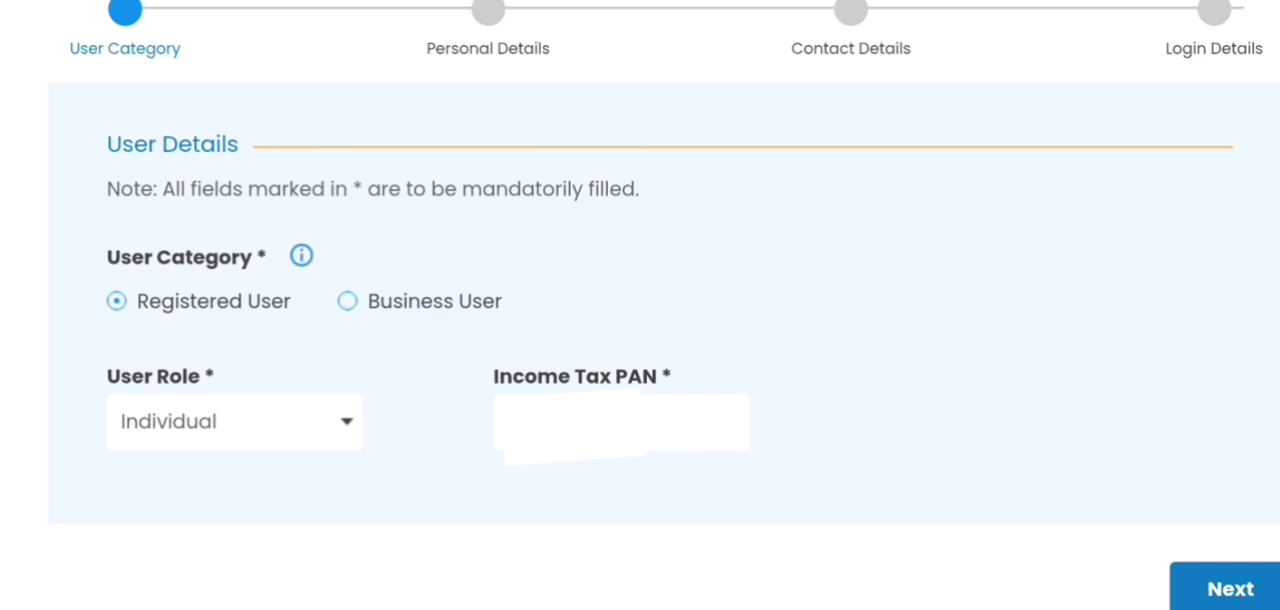 User Category Personal Details Contact Details Login Details
User Details
Note: All fields marked in * are to be mandatorily filled.
User Category *
Registered User Business User
User Role * Income Tax PAN *
Individual
Next